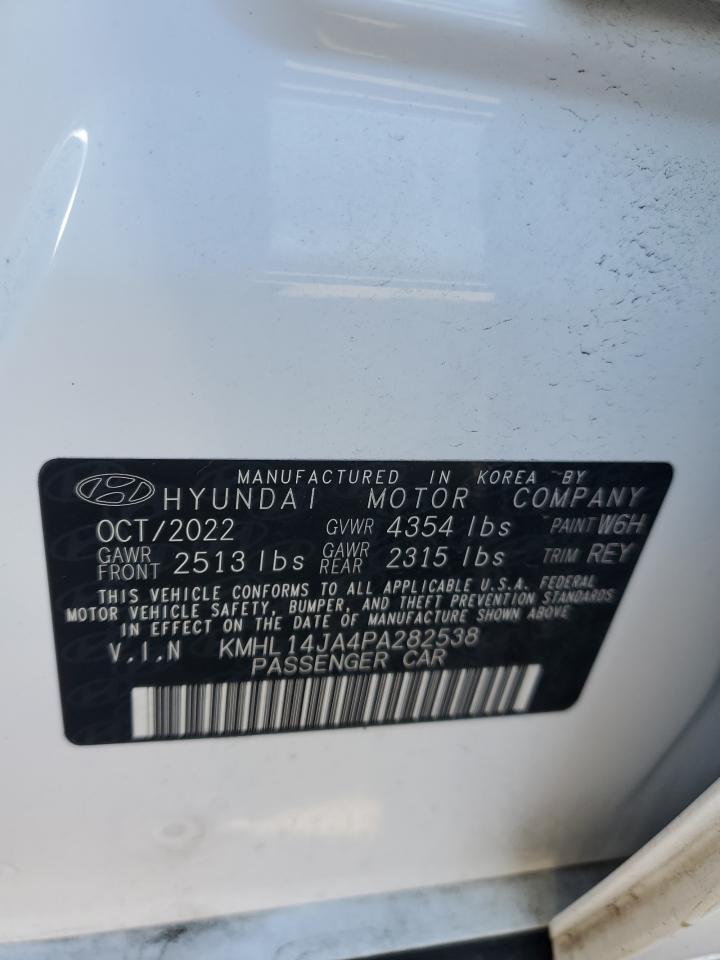 MANUFACTURED IN KOREA BY
HYUNDAI MOTOR COMPANY
OCT/2022 GVWR 4354 lbs PAINT W6H
GAWR FRONT 2513 lbs GAWR REAR 2315 lbs TRIM REY
THIS VEHICLE CONFORMS TO ALL APPLICABLE U.S.A. FEDERAL
MOTOR VEHICLE SAFETY, BUMPER, AND THEFT PREVENTION STANDARDS
IN EFFECT ON THE DATE OF MANUFACTURE SHOWN ABOVE
V.I.N KMHL14JA4PA282538
PASSENGER CAR